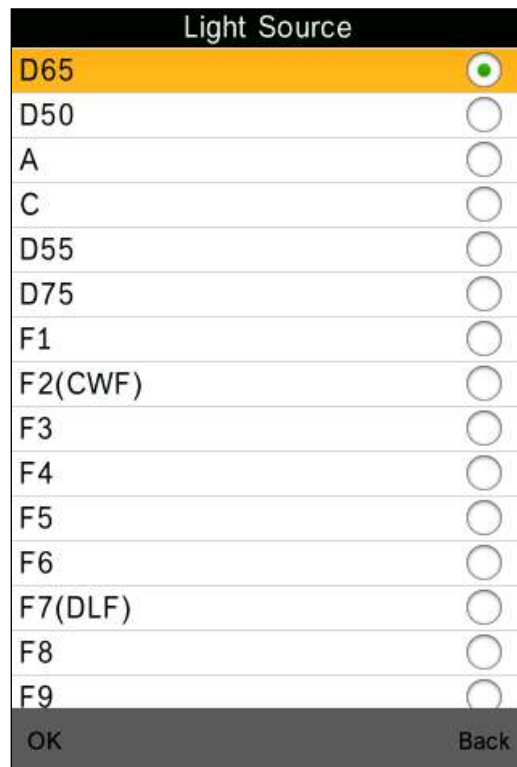 Light Source
D65
D50
A
C
D55
D75
F1
F2(CWF)
F3
F4
F5
F6
F7(DLF)
F8
F9
OK Back